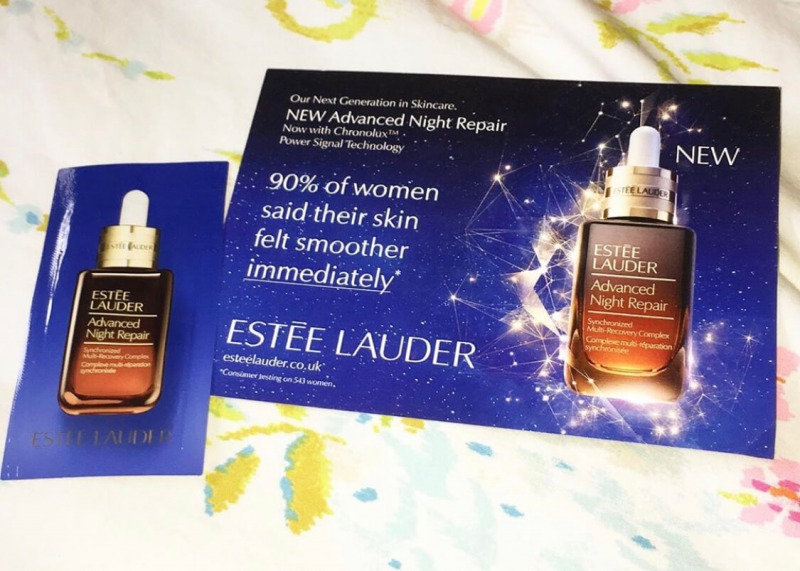 Our Next Generation in Skincare.
NEW Advanced Night Repair
Now with Chronolux™
Power Signal Technology
90% of women
said their skin
felt smoother
immediately*
ESTĒE LAUDER
esteelauder.co.uk
*Consumer testing on 543 women.
NEW
ESTĒE LAUDER
ESTĒE
LAUDER
Advanced
Night Repair
Synchronized
Multi-Recovery Complex
Complexe multi-réparation
synchronisée
ESTĒE LAUDER
ESTĒE
LAUDER
Advanced
Night Repair
Synchronized
Multi-Recovery Complex
Complexe multi-réparation
synchronisée
ESTĒE LAUDER